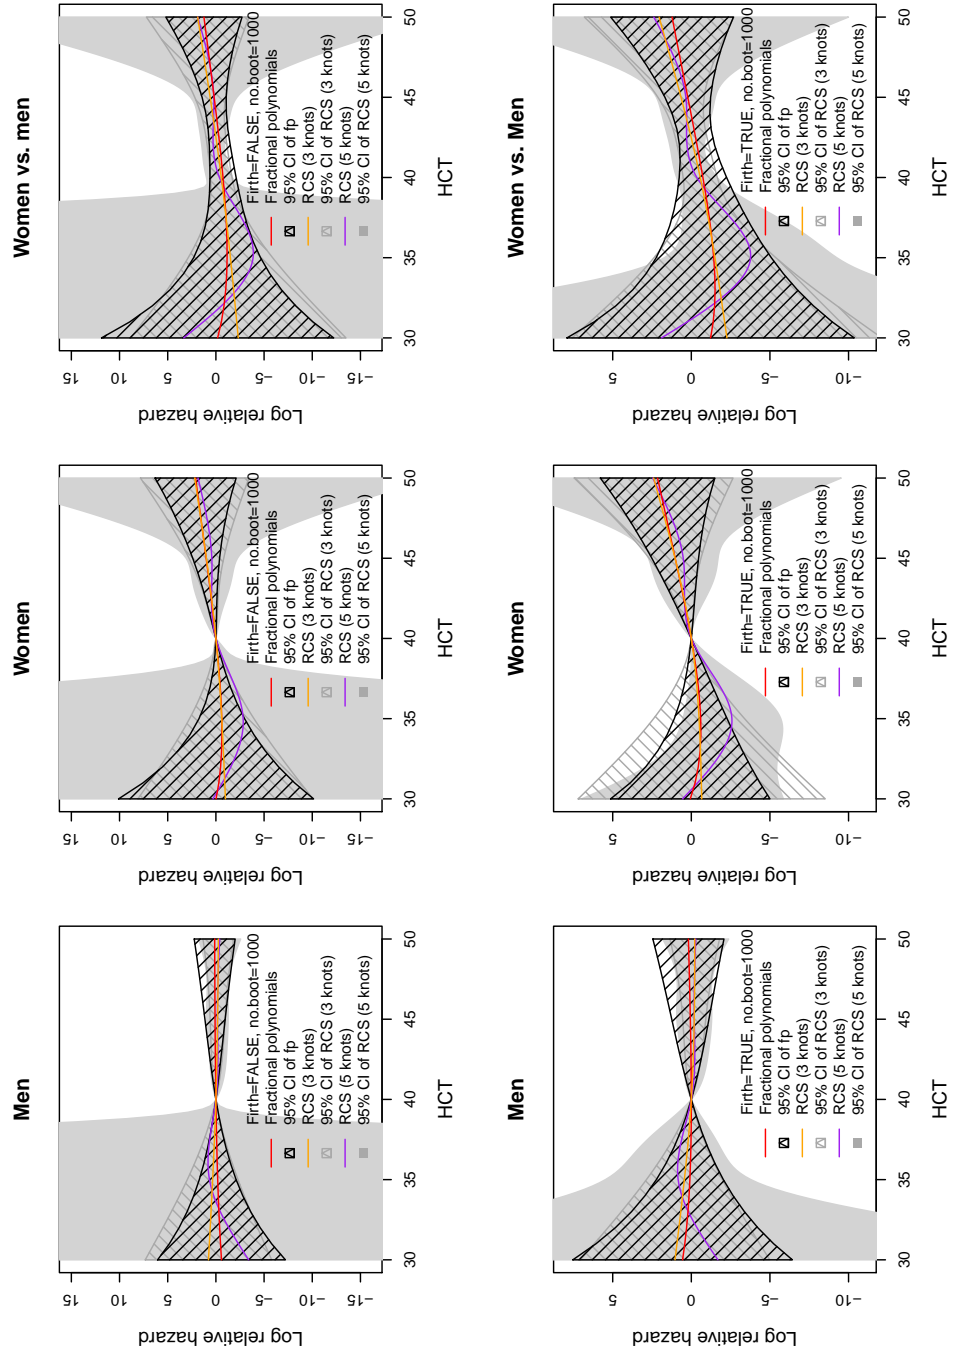 Men
Log relative hazard
15
10
5
0
−5
−10
−15
Firth=FALSE, no.boot=1000
Fractional polynomials
95% CI of fp
RCS (3 knots)
95% CI of RCS (3 knots)
RCS (5 knots)
95% CI of RCS (5 knots)
30 35 40 45 50
HCT
Women
Log relative hazard
15
10
5
0
−5
−10
−15
Firth=FALSE, no.boot=1000
Fractional polynomials
95% CI of fp
RCS (3 knots)
95% CI of RCS (3 knots)
RCS (5 knots)
95% CI of RCS (5 knots)
30 35 40 45 50
HCT
Women vs. men
Log relative hazard
15
10
5
0
−5
−10
−15
Firth=FALSE, no.boot=1000
Fractional polynomials
95% CI of fp
RCS (3 knots)
95% CI of RCS (3 knots)
RCS (5 knots)
95% CI of RCS (5 knots)
30 35 40 45 50
HCT
Men
Log relative hazard
5
0
−5
−10
Firth=TRUE, no.boot=1000
Fractional polynomials
95% CI of fp
RCS (3 knots)
95% CI of RCS (3 knots)
RCS (5 knots)
95% CI of RCS (5 knots)
30 35 40 45 50
HCT
Women
Log relative hazard
5
0
−5
−10
Firth=TRUE, no.boot=1000
Fractional polynomials
95% CI of fp
RCS (3 knots)
95% CI of RCS (3 knots)
RCS (5 knots)
95% CI of RCS (5 knots)
30 35 40 45 50
HCT
Women vs. Men
Log relative hazard
5
0
−5
−10
Firth=TRUE, no.boot=1000
Fractional polynomials
95% CI of fp
RCS (3 knots)
95% CI of RCS (3 knots)
RCS (5 knots)
95% CI of RCS (5 knots)
30 35 40 45 50
HCT